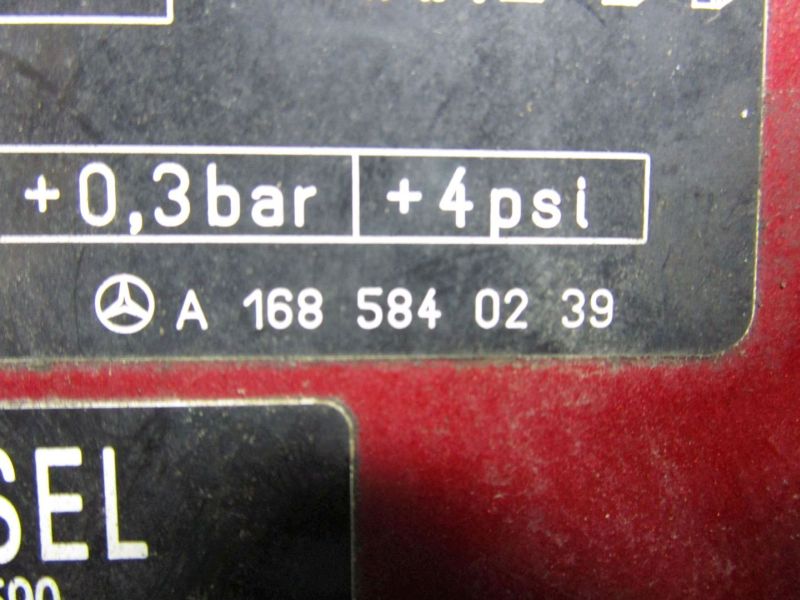 +0,3bar +4psi
A 168 584 02 39
SEL